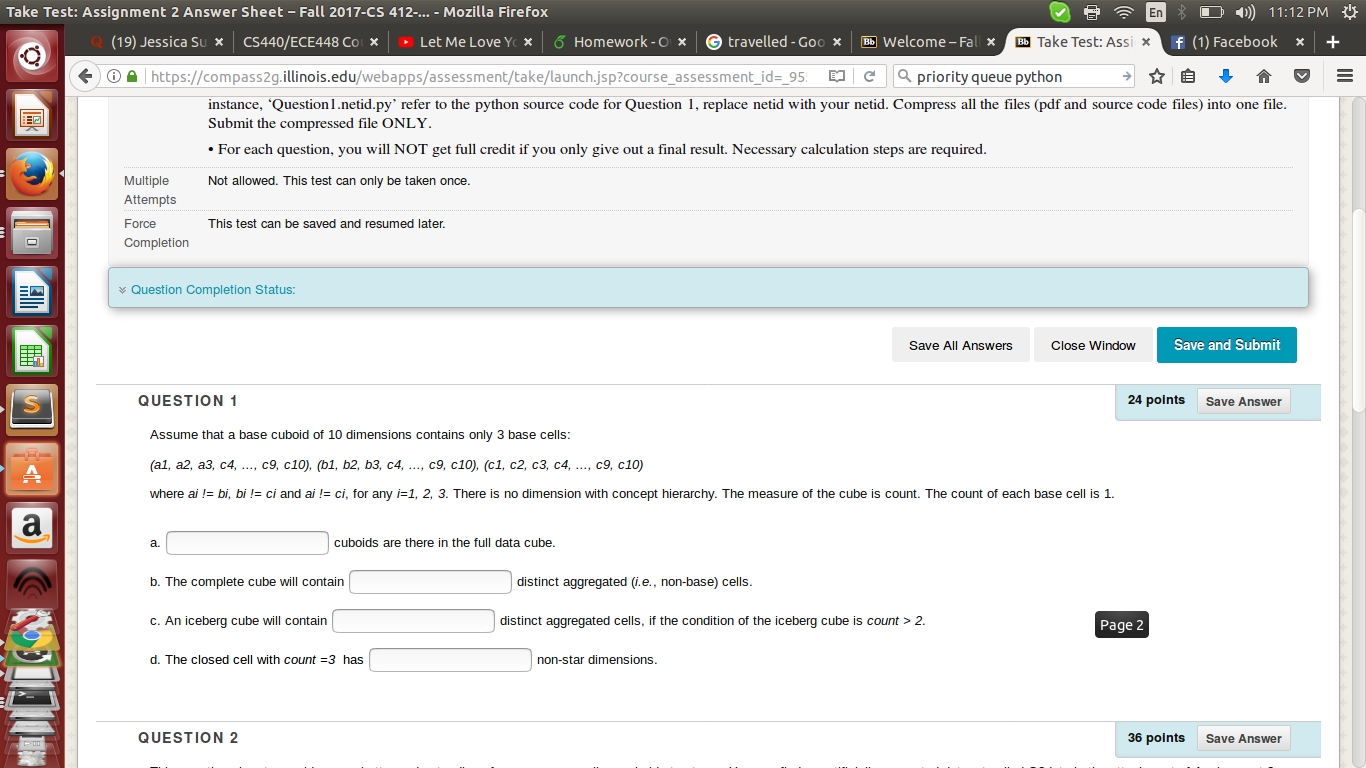 Take Test: Assignment 2 Answer Sheet – Fall 2017-CS 412-... - Mozilla Firefox
En
11:12 PM
(19) Jessica Su
CS440/ECE448 Co
Let Me Love Y
Homework - O
travelled - Goo
Bb Welcome – Fal
Bb Take Test: Assi
(1) Facebook
https://compass2g.illinois.edu/webapps/assessment/take/launch.jsp?course_assessment_id=_95
priority queue python
instance, ‘Question1.netid.py’ refer to the python source code for Question 1, replace netid with your netid. Compress all the files (pdf and source code files) into one file.
Submit the compressed file ONLY.
• For each question, you will NOT get full credit if you only give out a final result. Necessary calculation steps are required.
Multiple Attempts
Not allowed. This test can only be taken once.
Force Completion
This test can be saved and resumed later.
Question Completion Status:
Save All Answers
Close Window
Save and Submit
QUESTION 1
24 points
Save Answer
Assume that a base cuboid of 10 dimensions contains only 3 base cells:
(a1, a2, a3, c4, ..., c9, c10), (b1, b2, b3, c4, ..., c9, c10), (c1, c2, c3, c4, ..., c9, c10)
where ai != bi, bi != ci and ai != ci, for any i=1, 2, 3. There is no dimension with concept hierarchy. The measure of the cube is count. The count of each base cell is 1.
a. cuboids are there in the full data cube.
b. The complete cube will contain distinct aggregated (i.e., non-base) cells.
c. An iceberg cube will contain distinct aggregated cells, if the condition of the iceberg cube is count > 2.
Page 2
d. The closed cell with count =3 has non-star dimensions.
QUESTION 2
36 points
Save Answer